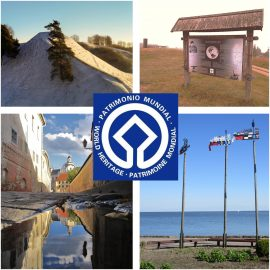 PATRIMONIO MUNDIAL
WORLD HERITAGE
PATRIMOINE MONDIAL